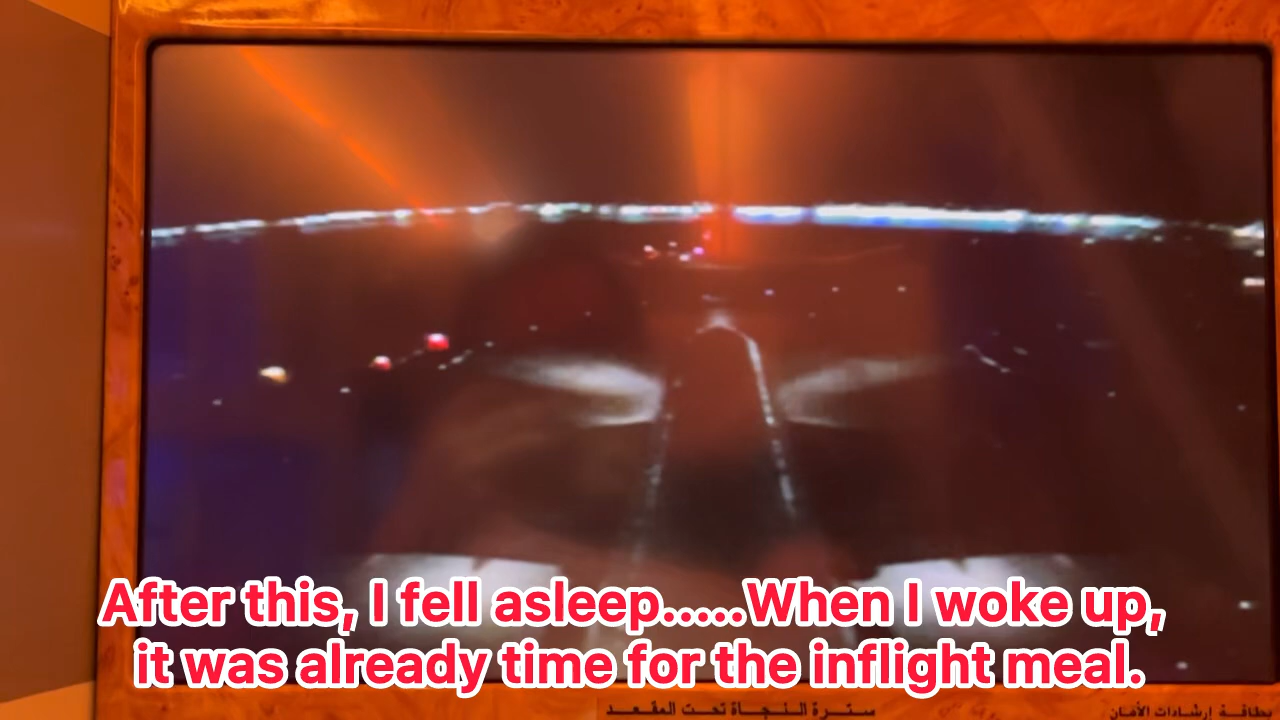 After this, I fell asleep.....When I woke up,
it was already time for the inflight meal.
سترة النجاة تحت المقعد
بطاقة إرشادات الأمان